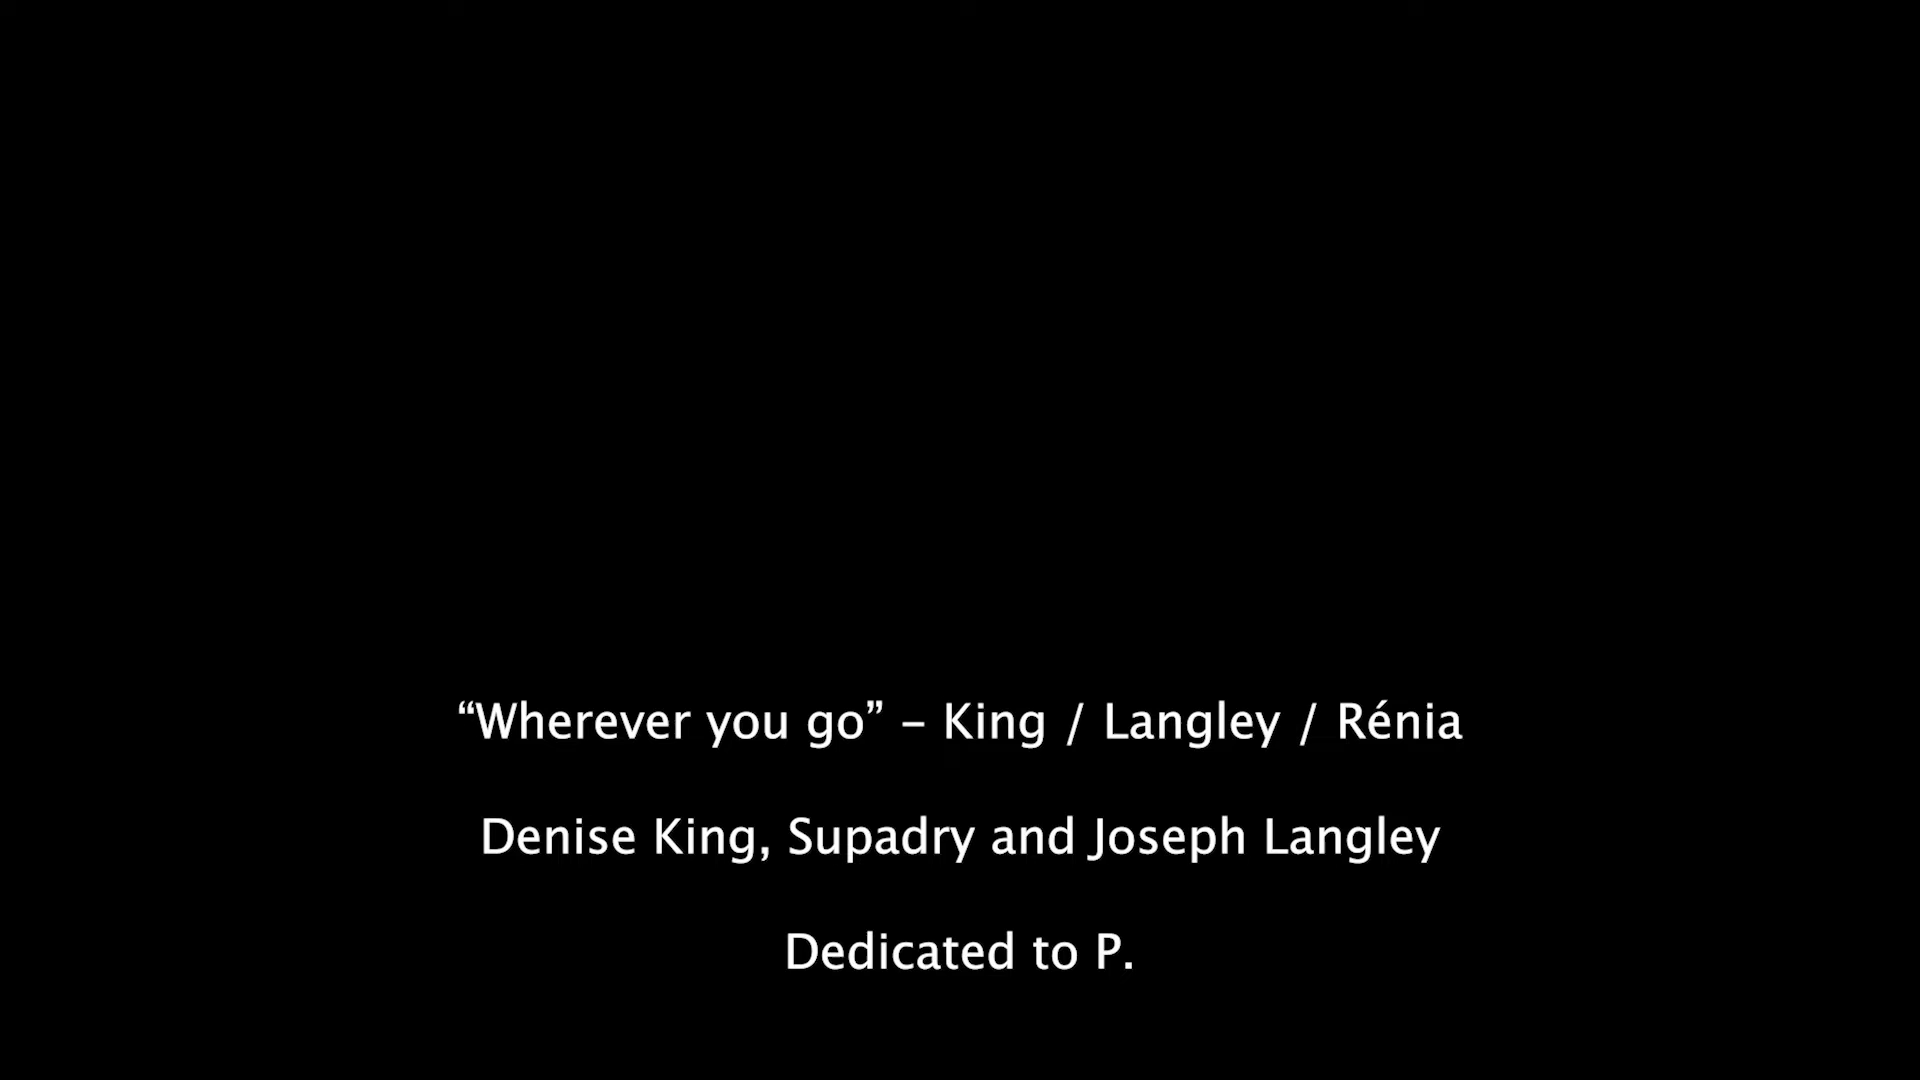 “Wherever you go” – King / Langley / Rénia
Denise King, Supadry and Joseph Langley
Dedicated to P.